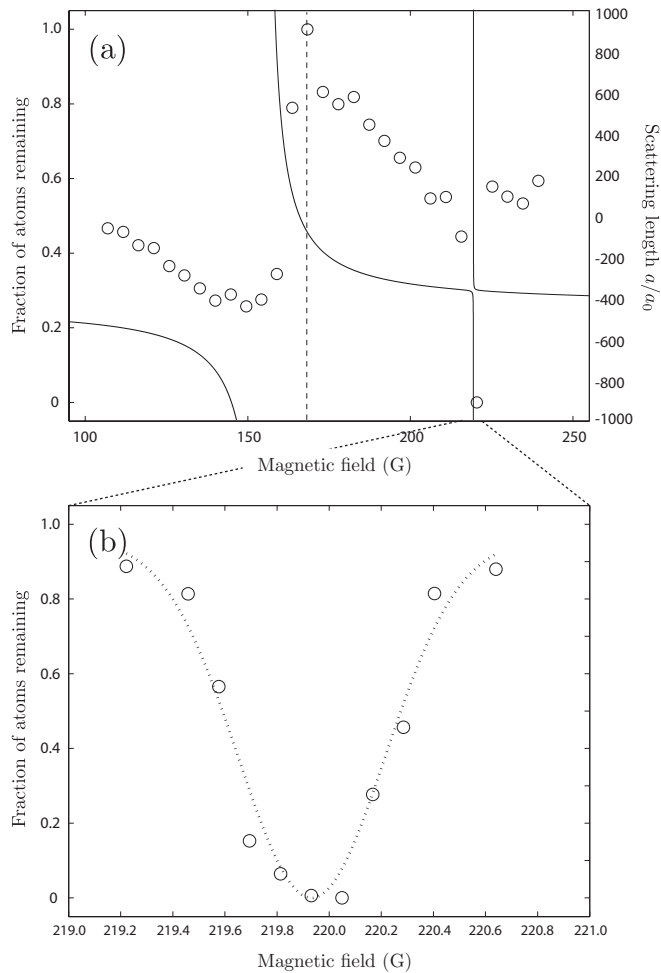 (a)
Fraction of atoms remaining
1.0
0.8
0.6
0.4
0.2
0
1000
800
600
400
200
0
-200
-400
-600
-800
-1000
Scattering length a/a₀
100 150 200 250
Magnetic field (G)
(b)
Fraction of atoms remaining
1.0
0.8
0.6
0.4
0.2
0
219.0 219.2 219.4 219.6 219.8 220.0 220.2 220.4 220.6 220.8 221.0
Magnetic field (G)